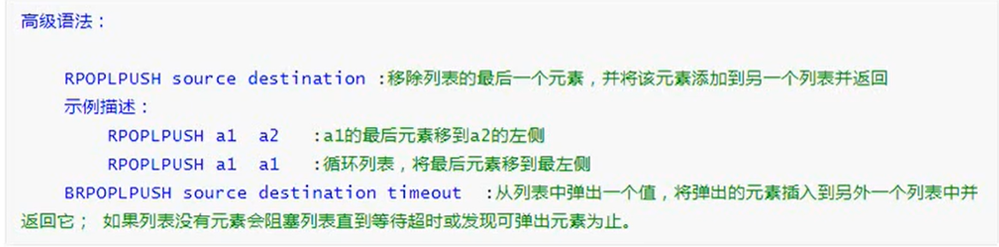 高级语法：
RPOPLPUSH source destination :移除列表的最后一个元素，并将该元素添加到另一个列表并返回
示例描述：
RPOPLPUSH a1 a2 :a1的最后元素移到a2的左侧
RPOPLPUSH a1 a1 :循环列表，将最后元素移到最左侧
BRPOPLPUSH source destination timeout :从列表中弹出一个值，将弹出的元素插入到另外一个列表中并
返回它； 如果列表没有元素会阻塞列表直到等待超时或发现可弹出元素为止。